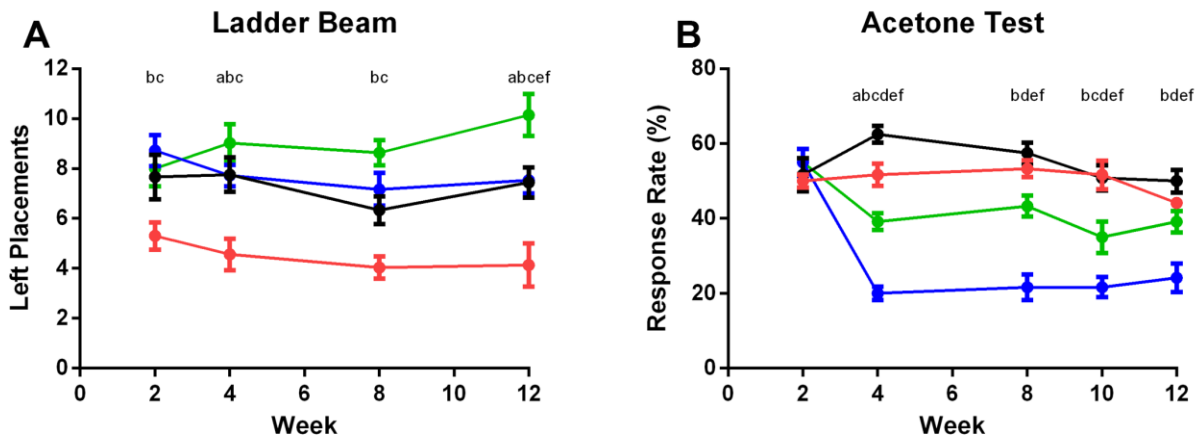 A
Ladder Beam
12
10
8
6
4
2
0
Left Placements
bc
abc
bc
abcef
0
2
4
6
8
10
12
Week
B
Acetone Test
80
60
40
20
0
Response Rate (%)
abcdef
bdef
bcdef
bdef
0
2
4
6
8
10
12
Week